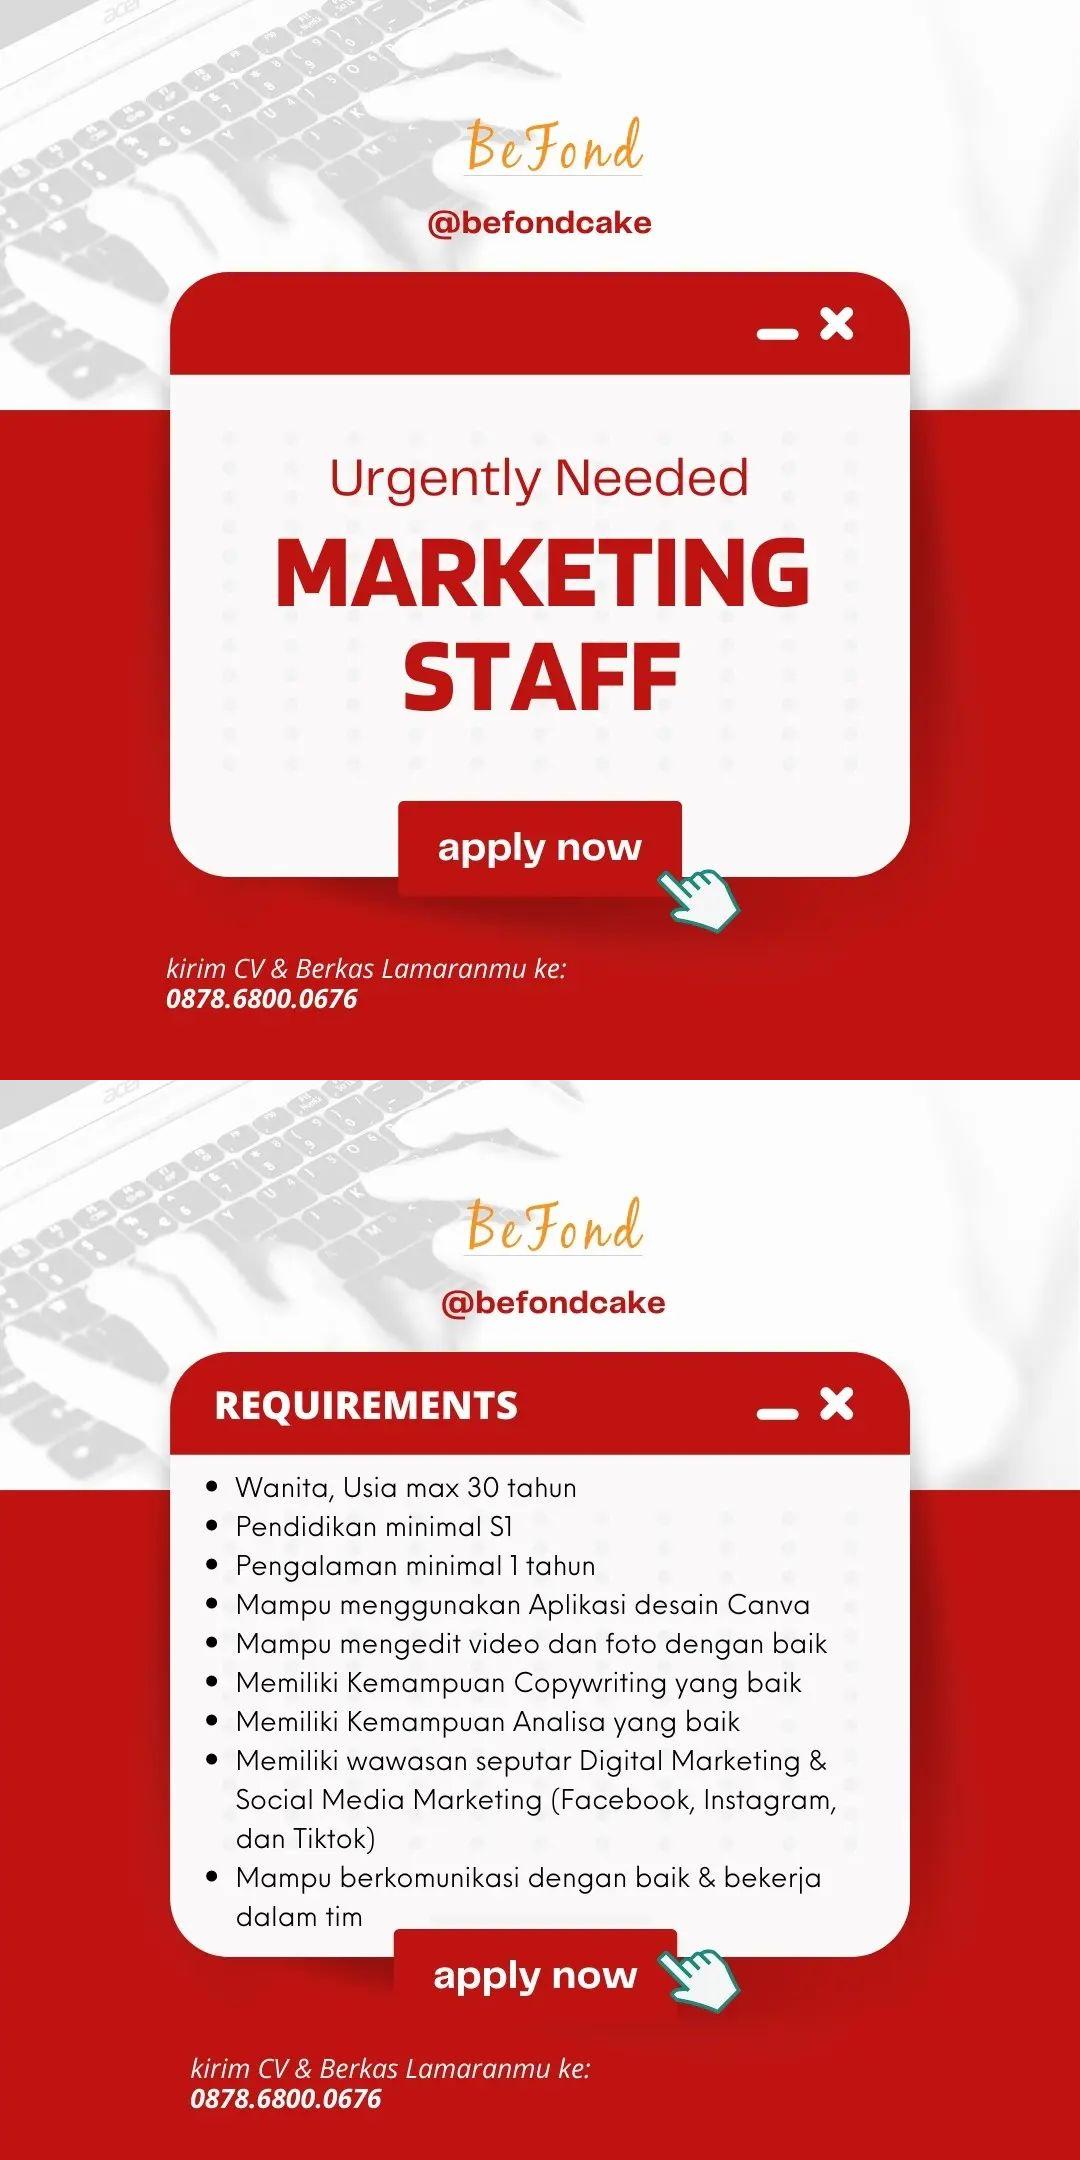 BeFond
@befondcake
Urgently Needed
MARKETING
STAFF
apply now
kirim CV & Berkas Lamaranmu ke:
0878.6800.0676
BeFond
@befondcake
REQUIREMENTS
• Wanita, Usia max 30 tahun
• Pendidikan minimal S1
• Pengalaman minimal 1 tahun
• Mampu menggunakan Aplikasi desain Canva
• Mampu mengedit video dan foto dengan baik
• Memiliki Kemampuan Copywriting yang baik
• Memiliki Kemampuan Analisa yang baik
• Memiliki wawasan seputar Digital Marketing &
Social Media Marketing (Facebook, Instagram,
dan Tiktok)
• Mampu berkomunikasi dengan baik & bekerja
dalam tim
apply now
kirim CV & Berkas Lamaranmu ke:
0878.6800.0676